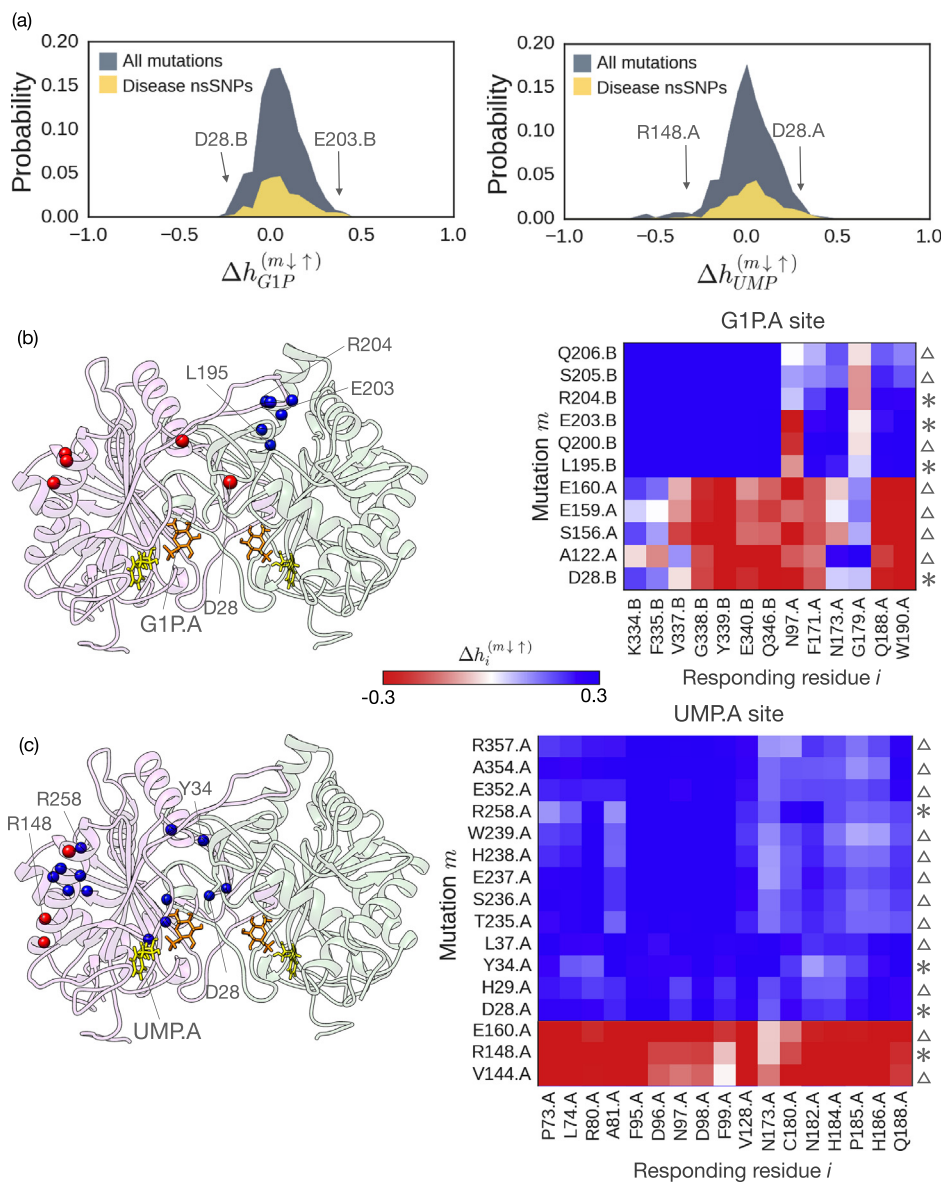 (a)
0.20
0.15
0.10
0.05
0.00
Probability
All mutations
Disease nsSNPs
D28.B
E203.B
−1.0 −0.5 0.0 0.5 1.0
Δh_{G1P}^{(m↓↑)}
0.20
0.15
0.10
0.05
0.00
Probability
All mutations
Disease nsSNPs
R148.A
D28.A
−1.0 −0.5 0.0 0.5 1.0
Δh_{UMP}^{(m↓↑)}
(b)
R204
L195
E203
D28
G1P.A
G1P.A site
Mutation m
Q206.B △
S205.B △
R204.B *
E203.B *
Q200.B △
L195.B *
E160.A △
E159.A △
S156.A △
A122.A △
D28.B *
K334.B F335.B V337.B G338.B Y339.B E340.B Q346.B N97.A F171.A N173.A G179.A Q188.A W190.A
Responding residue i
Δh_i^{(m↓↑)}
-0.3 0.3
(c)
R258
R148
Y34
D28
UMP.A
UMP.A site
Mutation m
R357.A △
A354.A △
E352.A △
R258.A *
W239.A △
H238.A △
E237.A △
S236.A △
T235.A △
L37.A △
Y34.A *
H29.A △
D28.A *
E160.A △
R148.A *
V144.A △
P73.A L74.A R80.A A81.A F95.A D96.A N97.A D98.A F99.A V128.A N173.A C180.A N182.A H184.A P185.A H186.A Q188.A
Responding residue i